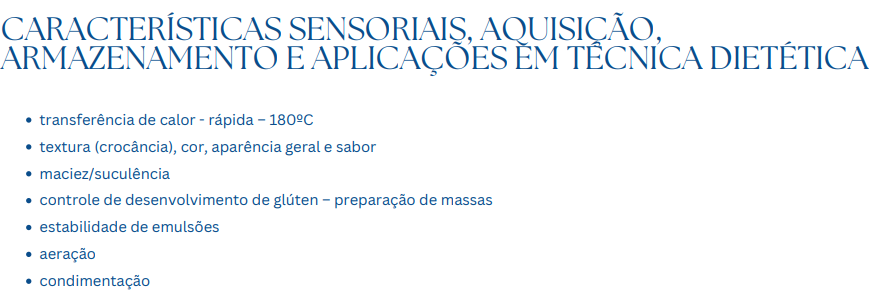 CARACTERÍSTICAS SENSORIAIS, AQUISIÇÃO,
ARMAZENAMENTO E APLICAÇÕES EM TÉCNICA DIETÉTICA
• transferência de calor - rápida – 180ºC
• textura (crocância), cor, aparência geral e sabor
• maciez/suculência
• controle de desenvolvimento de glúten – preparação de massas
• estabilidade de emulsões
• aeração
• condimentação